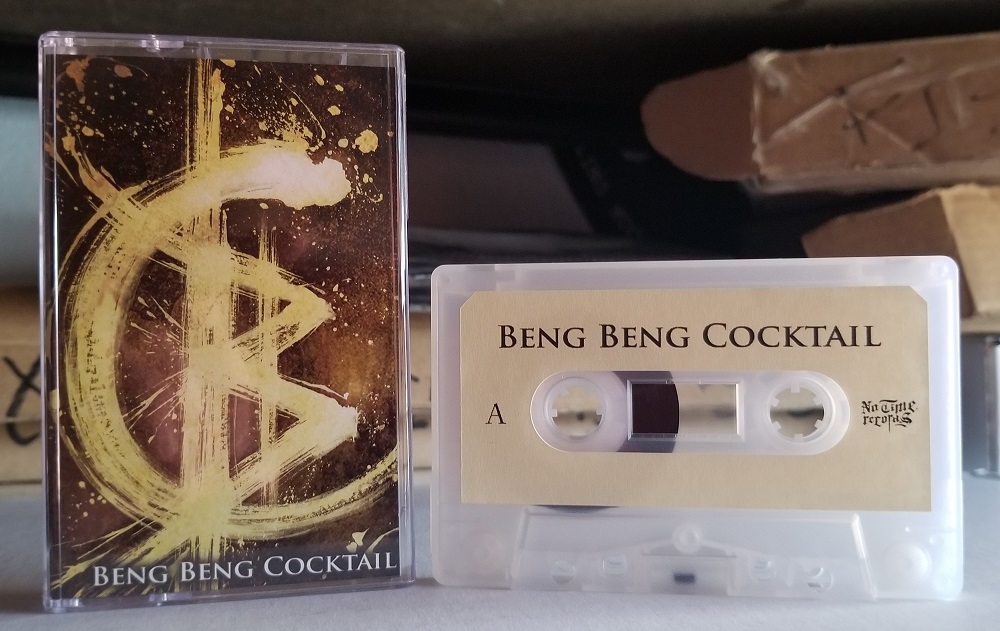 Beng Beng Cocktail
Beng Beng Cocktail
A
No Time
records